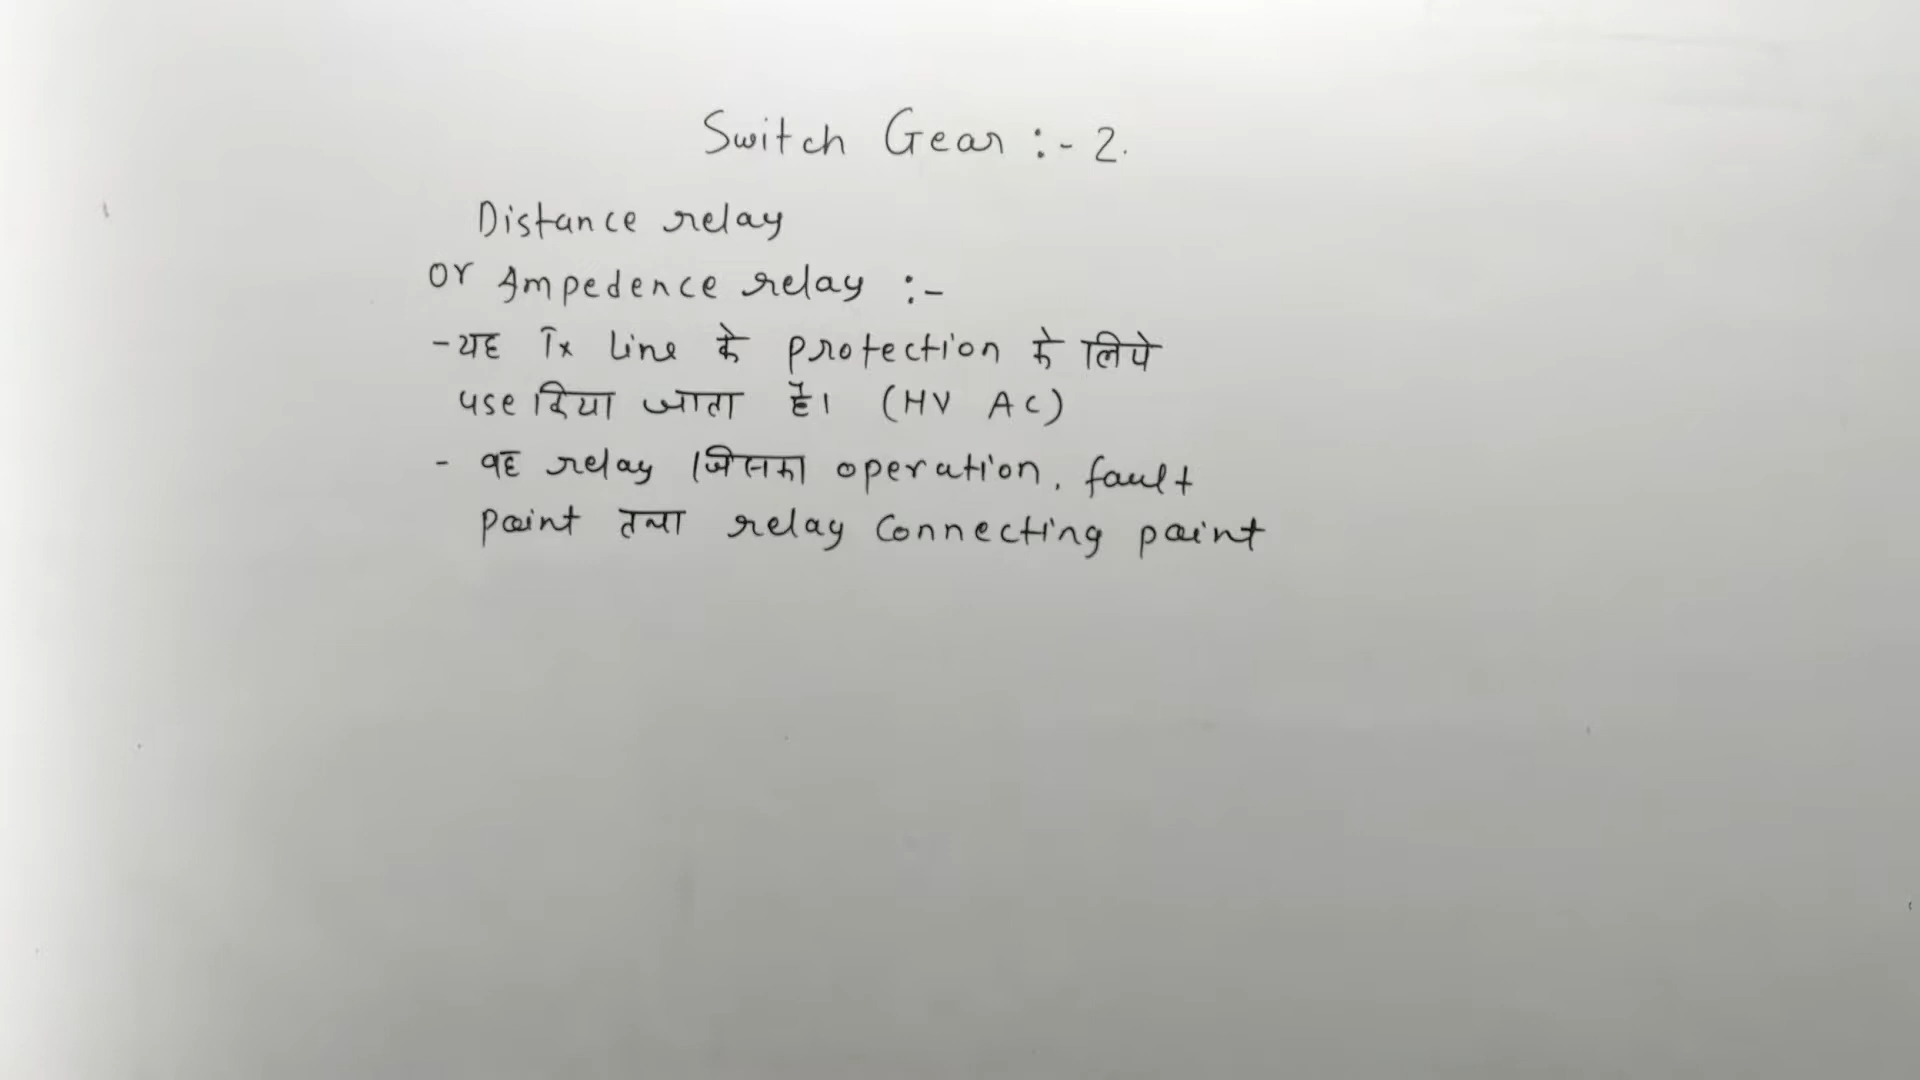 Switch Gear :- 2.
Distance relay
or Impedence relay :-
- यह Tx Line के protection के लिये
use किया जाता है। (HV AC)
- वह relay जिसका operation, fault
point तथा relay connecting point